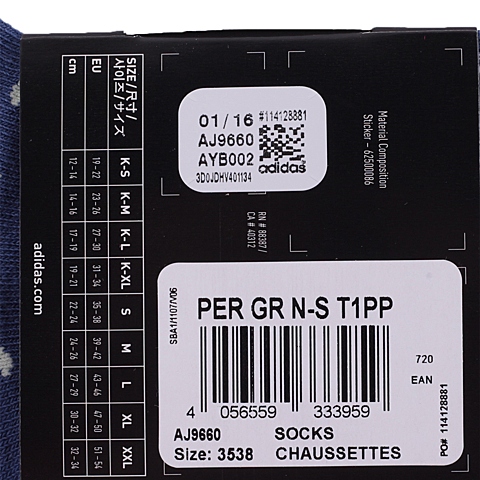 SIZE/尺寸/
사이즈/サイズ K-S K-M K-L K-XL S M L XL XXL
EU 19-22 23-26 27-30 31-34 35-38 39-42 43-46 47-50 51-54
cm 12-14 14-16 17-19 19-21 22-24 24-26 27-29 30-32 32-34
adidas.com
01/16 #114128881
AJ9660
AYB002
adidas
3D0JDHV401134
Material Composition
Sticker - 62500086
RN # 88387/
CA # 40312
SBA1/1107/V06
PER GR N-S T1PP
4 056559 333959
720
EAN
PO# 114128881
AJ9660 SOCKS
Size: 3538 CHAUSSETTES